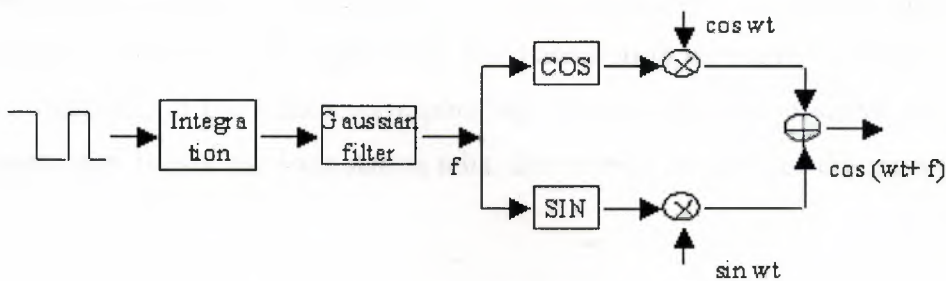 cos wt
COS
Integra
tion
Gaussian
filter
f
cos (wt+ f)
SIN
sin wt